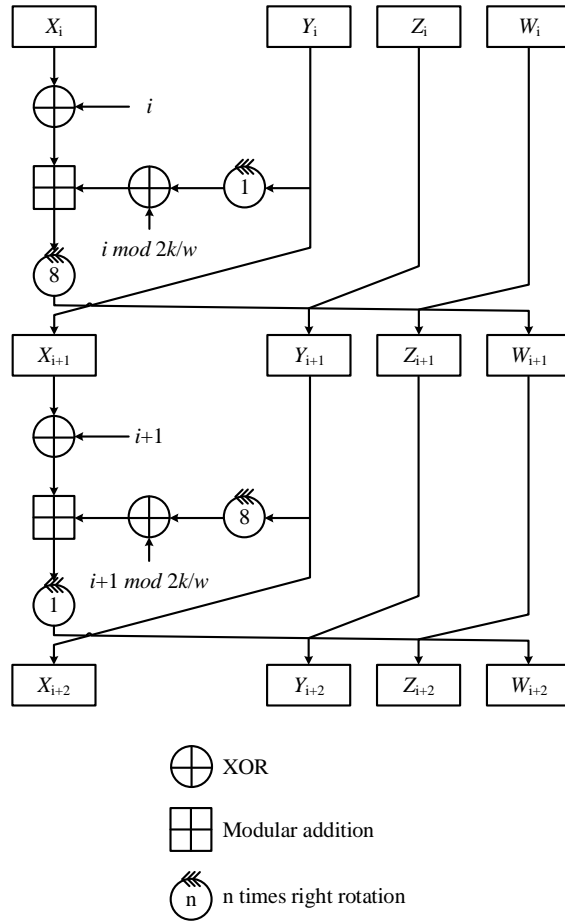 Xi Yi Zi Wi
i
1
i mod 2k/w
8
Xi+1 Yi+1 Zi+1 Wi+1
i+1
8
i+1 mod 2k/w
1
Xi+2 Yi+2 Zi+2 Wi+2
XOR
Modular addition
n n times right rotation